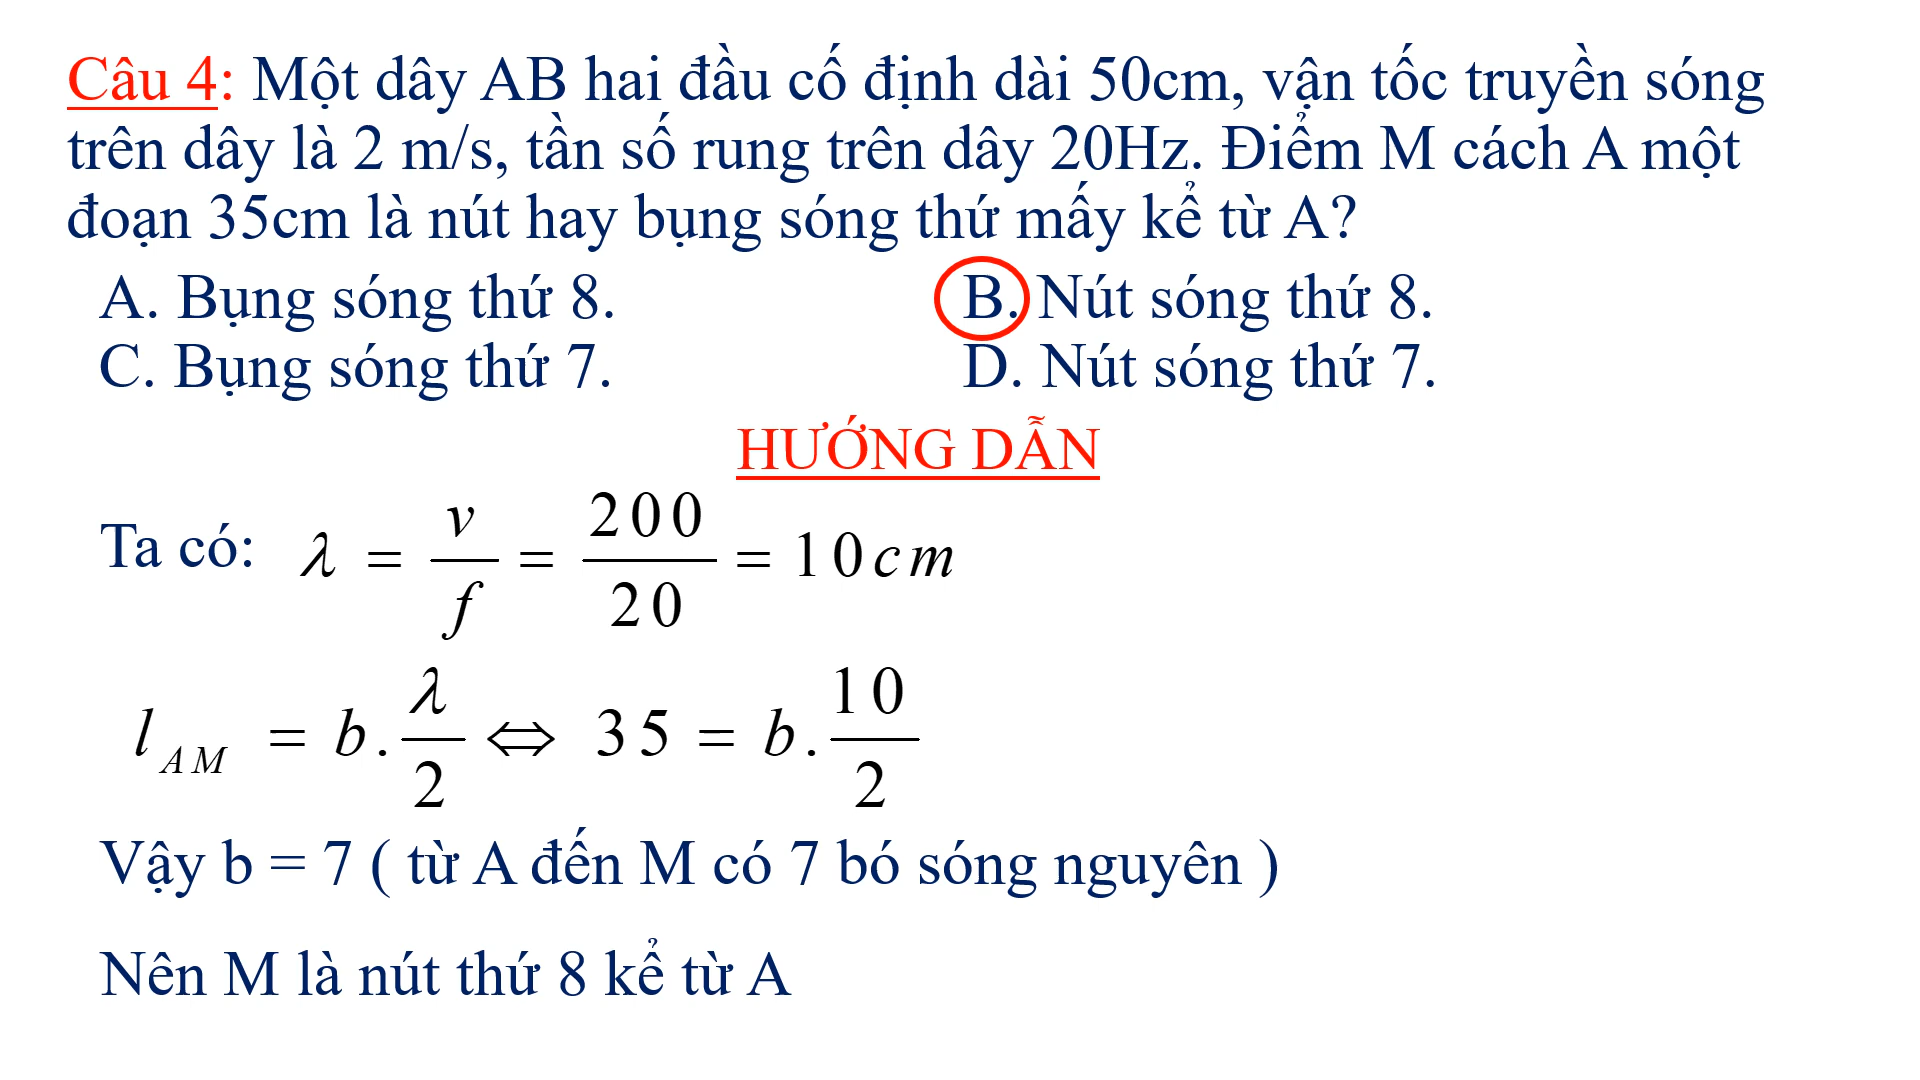 Câu 4: Một dây AB hai đầu cố định dài 50cm, vận tốc truyền sóng
trên dây là 2 m/s, tần số rung trên dây 20Hz. Điểm M cách A một
đoạn 35cm là nút hay bụng sóng thứ mấy kể từ A?
A. Bụng sóng thứ 8. B. Nút sóng thứ 8.
C. Bụng sóng thứ 7. D. Nút sóng thứ 7.
HƯỚNG DẪN
Ta có: λ = v/f = 200/20 = 10cm
l_AM = b.λ/2 ⇔ 35 = b.10/2
Vậy b = 7 ( từ A đến M có 7 bó sóng nguyên )
Nên M là nút thứ 8 kể từ A